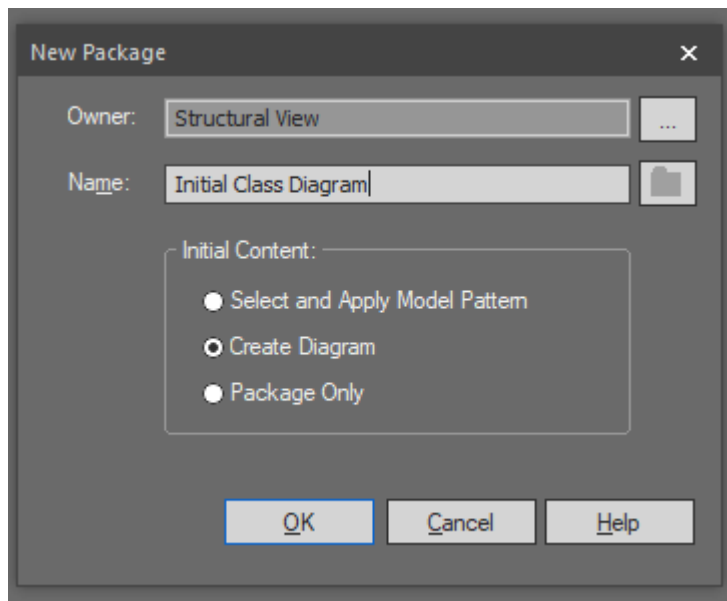 New Package
Owner:
Structural View
...
Name:
Initial Class Diagram
Initial Content:
Select and Apply Model Pattern
Create Diagram
Package Only
OK
Cancel
Help